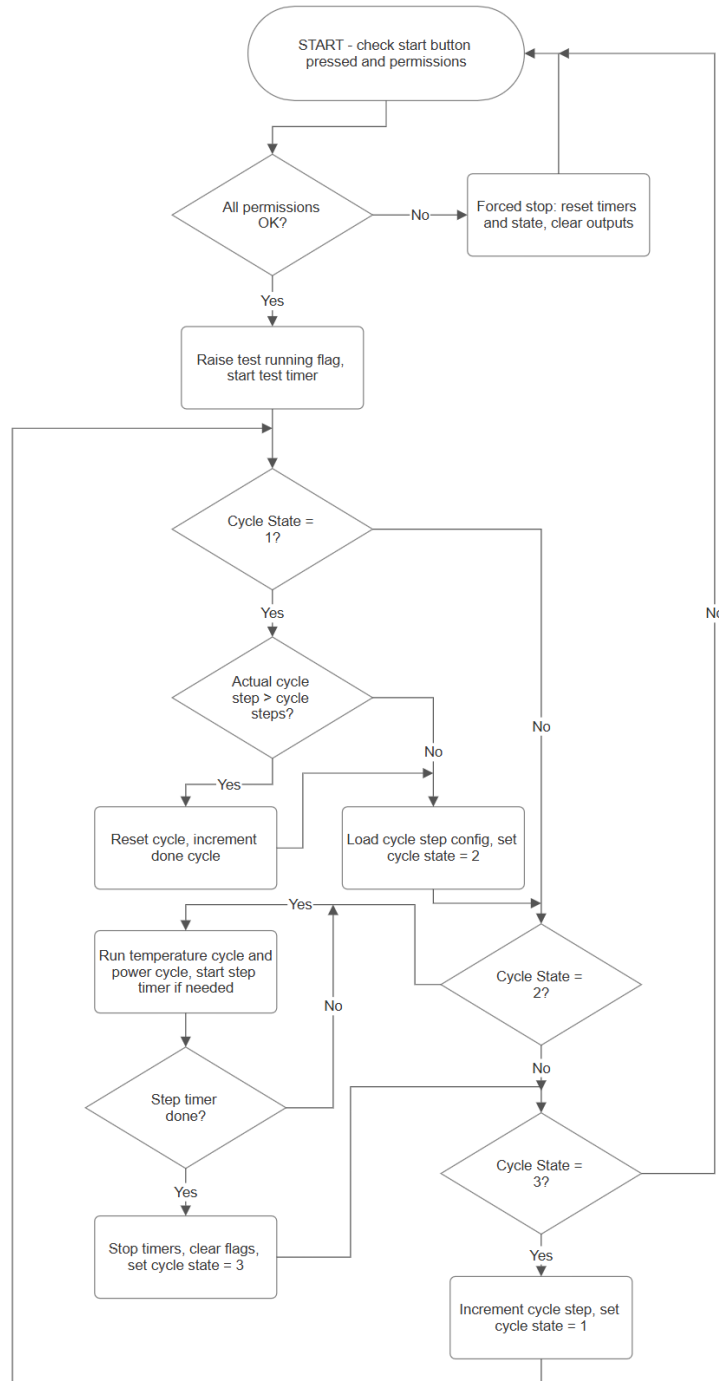 START - check start button
pressed and permissions
All permissions
OK?
No
Forced stop: reset timers
and state, clear outputs
Yes
Raise test running flag,
start test timer
Cycle State =
1?
Yes
No
Actual cycle
step > cycle
steps?
No
No
Yes
Reset cycle, increment
done cycle
Load cycle step config, set
cycle state = 2
Yes
Run temperature cycle and
power cycle, start step
timer if needed
Cycle State =
2?
No
No
Step timer
done?
Cycle State =
3?
Yes
Stop timers, clear flags,
set cycle state = 3
Yes
Increment cycle step, set
cycle state = 1